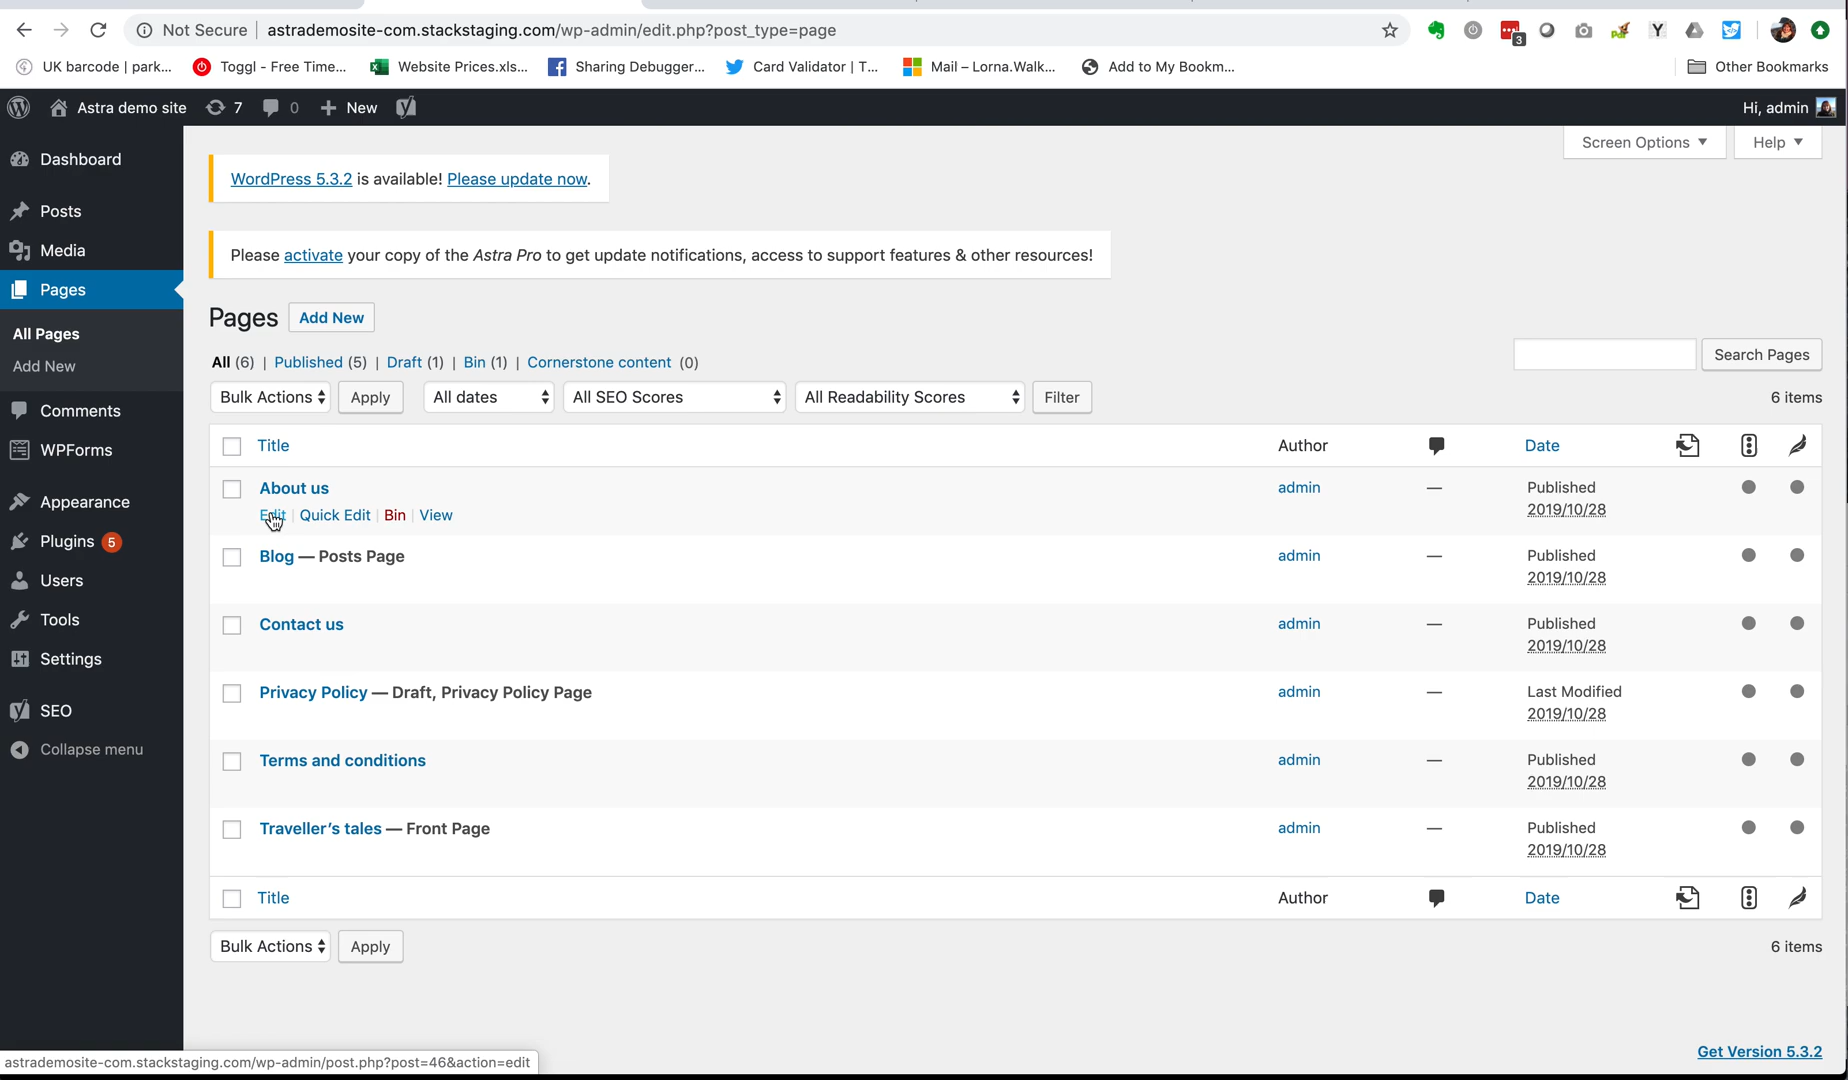 Not Secure | astrademosite-com.stackstaging.com/wp-admin/edit.php?post_type=page
3
UK barcode | park...
Toggl - Free Time...
Website Prices.xls...
Sharing Debugger...
Card Validator | T...
Mail – Lorna.Walk...
Add to My Bookm...
Other Bookmarks
Astra demo site 7 0 + New
Hi, admin
Screen Options Help
Dashboard
Posts
Media
Pages
All Pages
Add New
Comments
WPForms
Appearance
Plugins 5
Users
Tools
Settings
SEO
Collapse menu
WordPress 5.3.2 is available! Please update now.
Please activate your copy of the Astra Pro to get update notifications, access to support features & other resources!
Pages Add New
All (6) | Published (5) | Draft (1) | Bin (1) | Cornerstone content (0)
Search Pages
Bulk Actions Apply All dates All SEO Scores All Readability Scores Filter
6 items
Title Author Date
About us admin — Published
2019/10/28
Edit | Quick Edit | Bin | View
Blog — Posts Page admin — Published
2019/10/28
Contact us admin — Published
2019/10/28
Privacy Policy — Draft, Privacy Policy Page admin — Last Modified
2019/10/28
Terms and conditions admin — Published
2019/10/28
Traveller's tales — Front Page admin — Published
2019/10/28
Title Author Date
Bulk Actions Apply
6 items
Get Version 5.3.2
astrademosite-com.stackstaging.com/wp-admin/post.php?post=46&action=edit